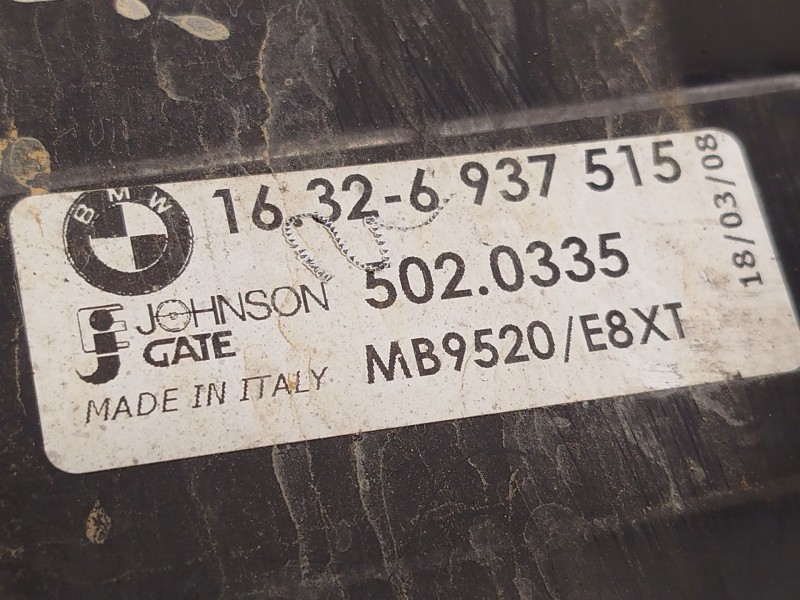 BMW
16.32-6.937 515
18/03/08
502.0335
JOHNSON
GATE
MB9520/E8XT
MADE IN ITALY